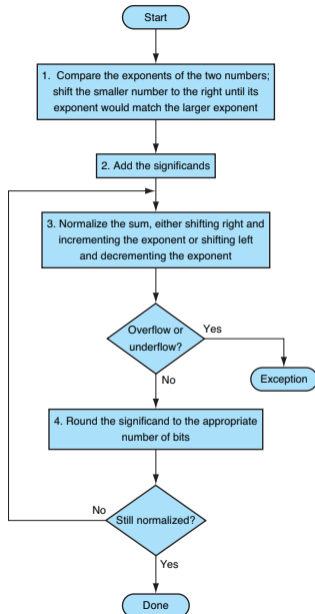 Start
1. Compare the exponents of the two numbers;
shift the smaller number to the right until its
exponent would match the larger exponent
2. Add the significands
3. Normalize the sum, either shifting right and
incrementing the exponent or shifting left
and decrementing the exponent
Overflow or
underflow?
Yes
No
Exception
4. Round the significand to the appropriate
number of bits
No
Still normalized?
Yes
Done